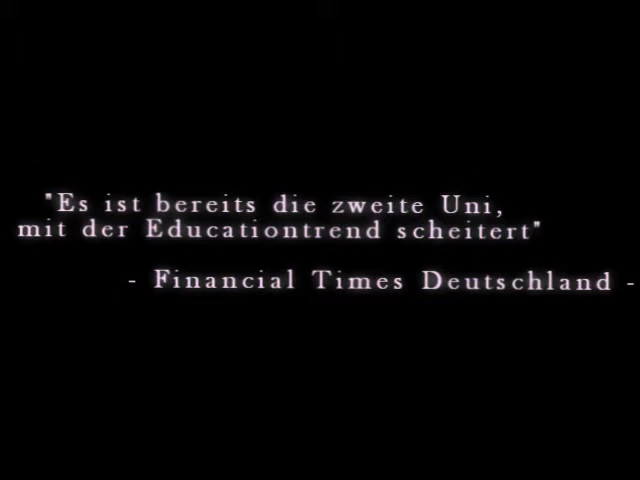 "Es ist bereits die zweite Uni,
mit der Educationtrend scheitert"
- Financial Times Deutschland -